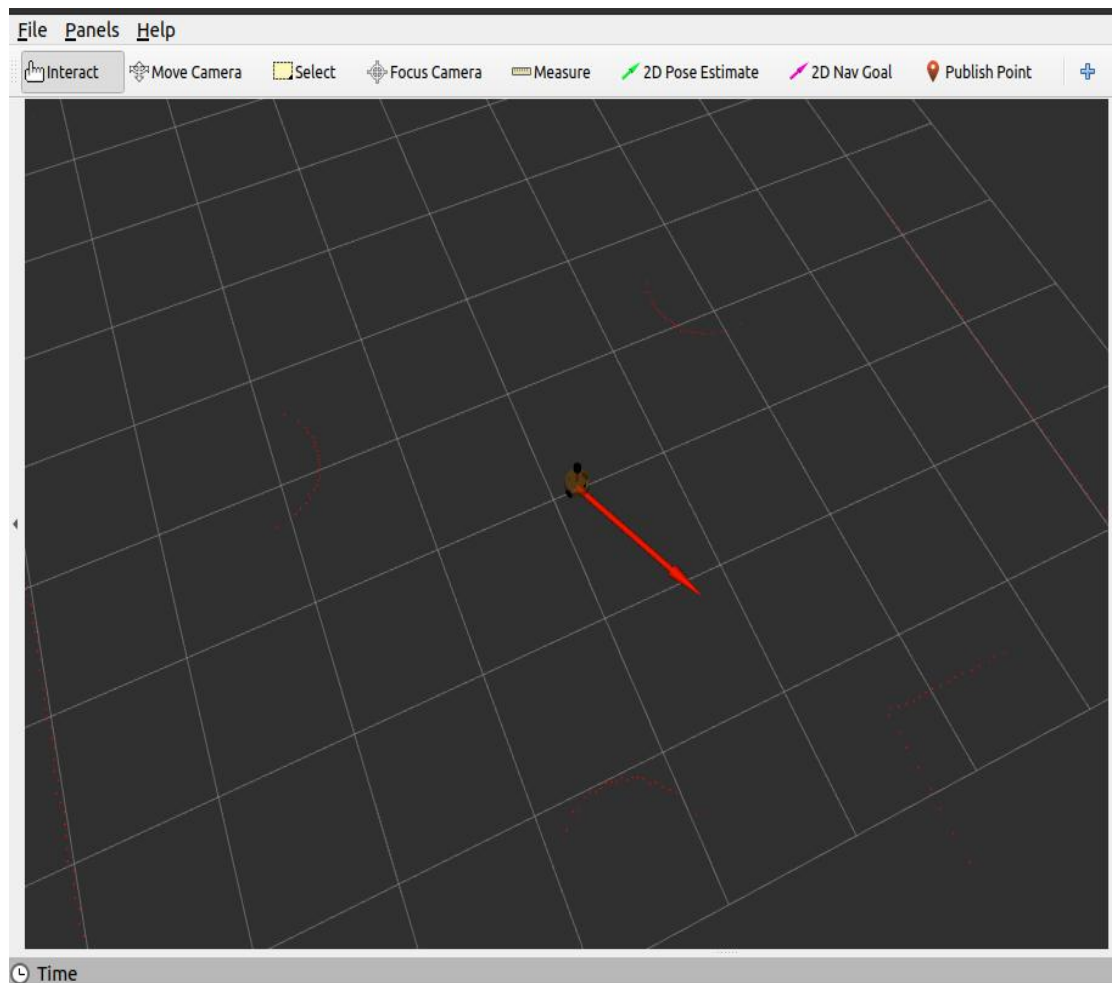 File Panels Help
Interact Move Camera Select Focus Camera Measure 2D Pose Estimate 2D Nav Goal Publish Point
Time